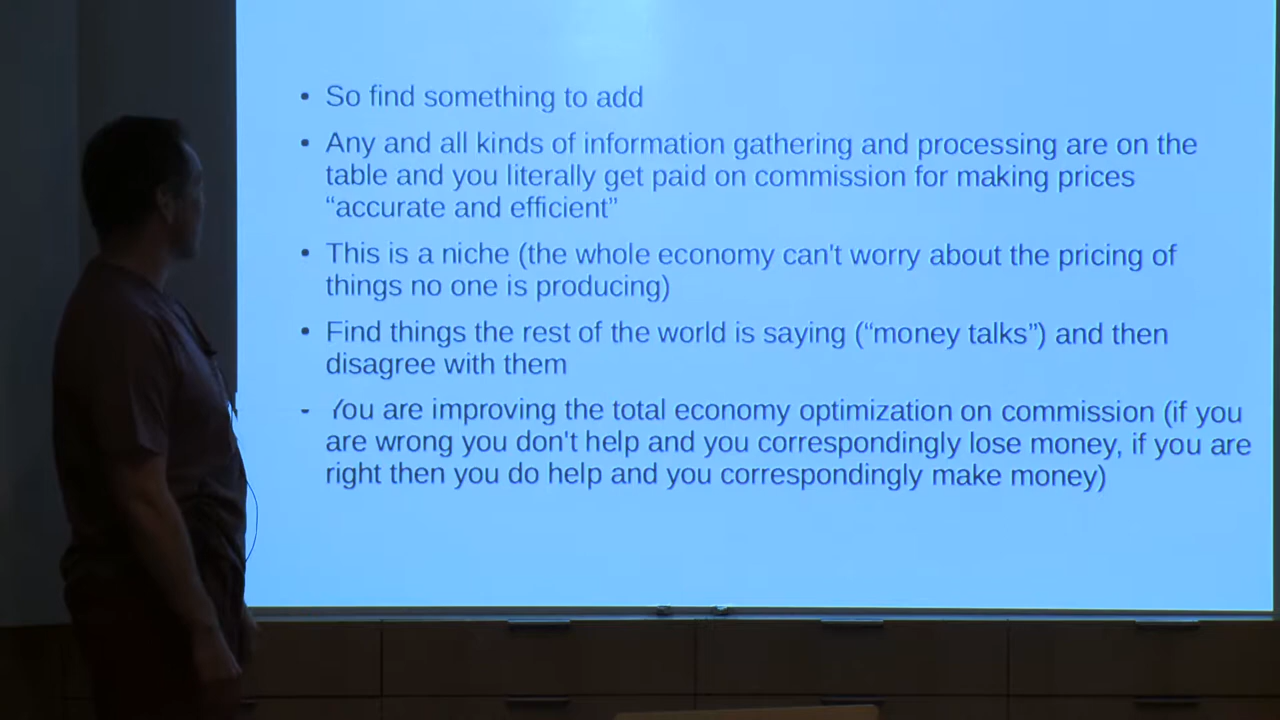 • So find something to add
• Any and all kinds of information gathering and processing are on the
table and you literally get paid on commission for making prices
“accurate and efficient”
• This is a niche (the whole economy can't worry about the pricing of
things no one is producing)
• Find things the rest of the world is saying (“money talks”) and then
disagree with them
- You are improving the total economy optimization on commission (if you
are wrong you don't help and you correspondingly lose money, if you are
right then you do help and you correspondingly make money)